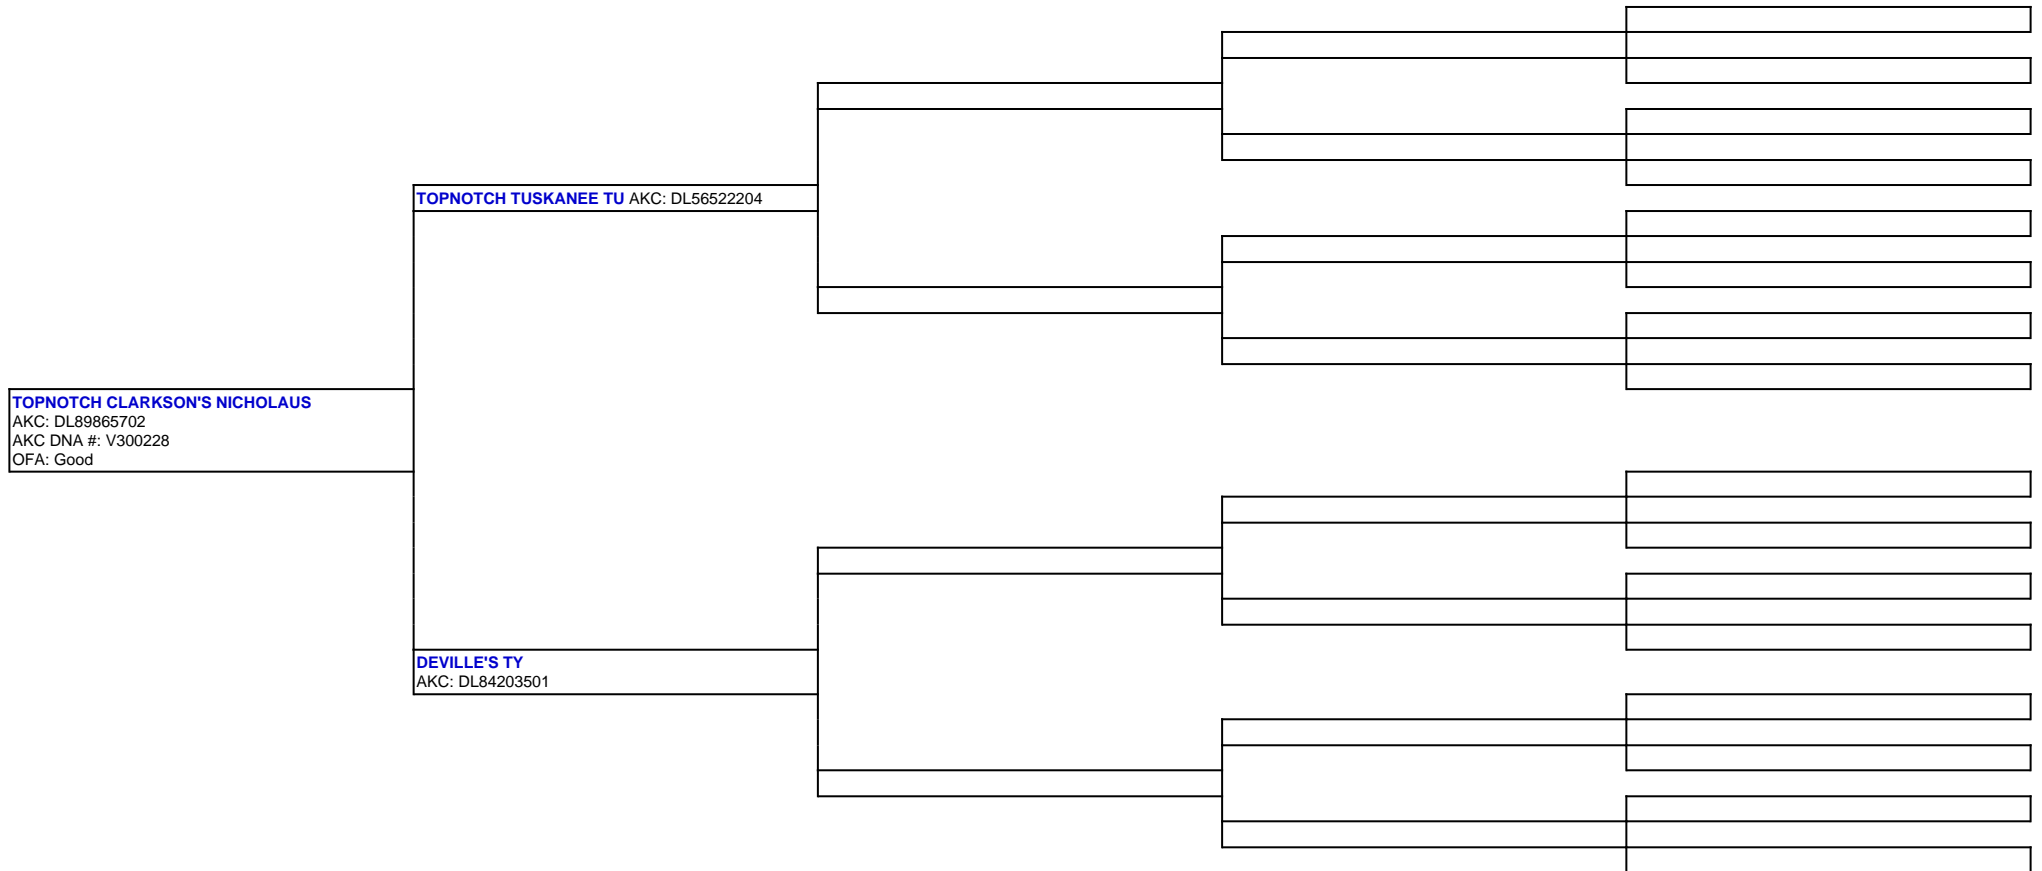 TOPNOTCH TUSKANEE TU AKC: DL56522204
TOPNOTCH CLARKSON'S NICHOLAUS
AKC: DL89865702
AKC DNA #: V300228
OFA: Good
DEVILLE'S TY
AKC: DL84203501